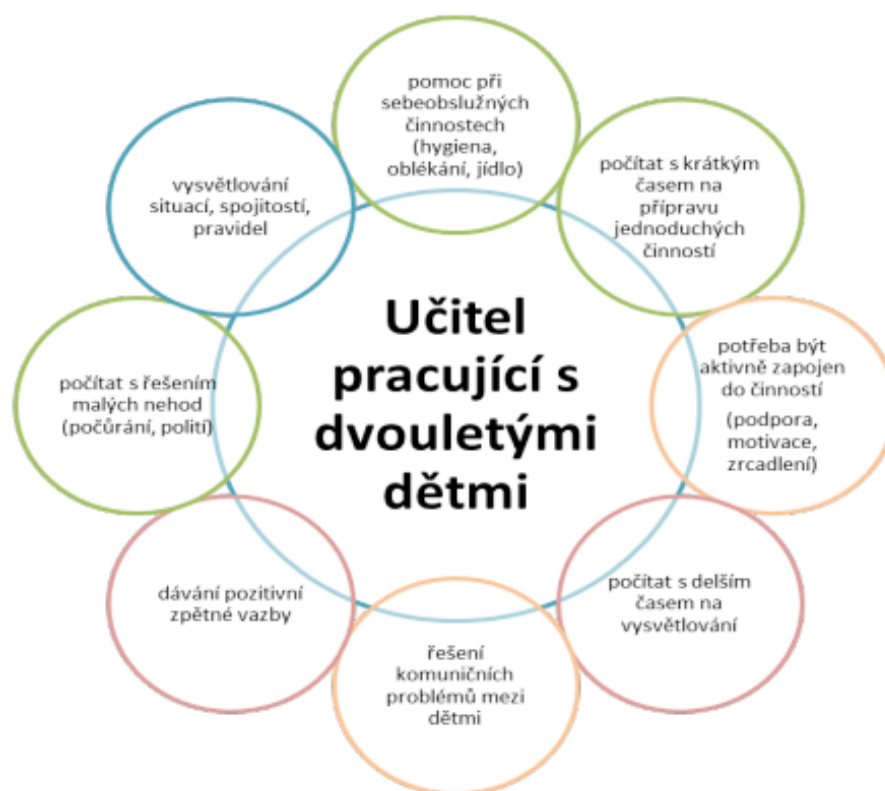 pomoc při
sebeobslužných
činnostech
(hygiena,
oblékání, jídlo)
počítat s krátkým
časem na
přípravu
jednoduchých
činností
potřeba být
aktivně zapojen
do činností
(podpora,
motivace,
zrcadlení)
počítat s delším
časem na
vysvětlování
řešení
komuničních
problémů mezi
dětmi
dávání pozitivní
zpětné vazby
počítat s řešením
malých nehod
(počůrání, polití)
vysvětlování
situací, spojitostí,
pravidel
Učitel
pracující s
dvouletými
dětmi